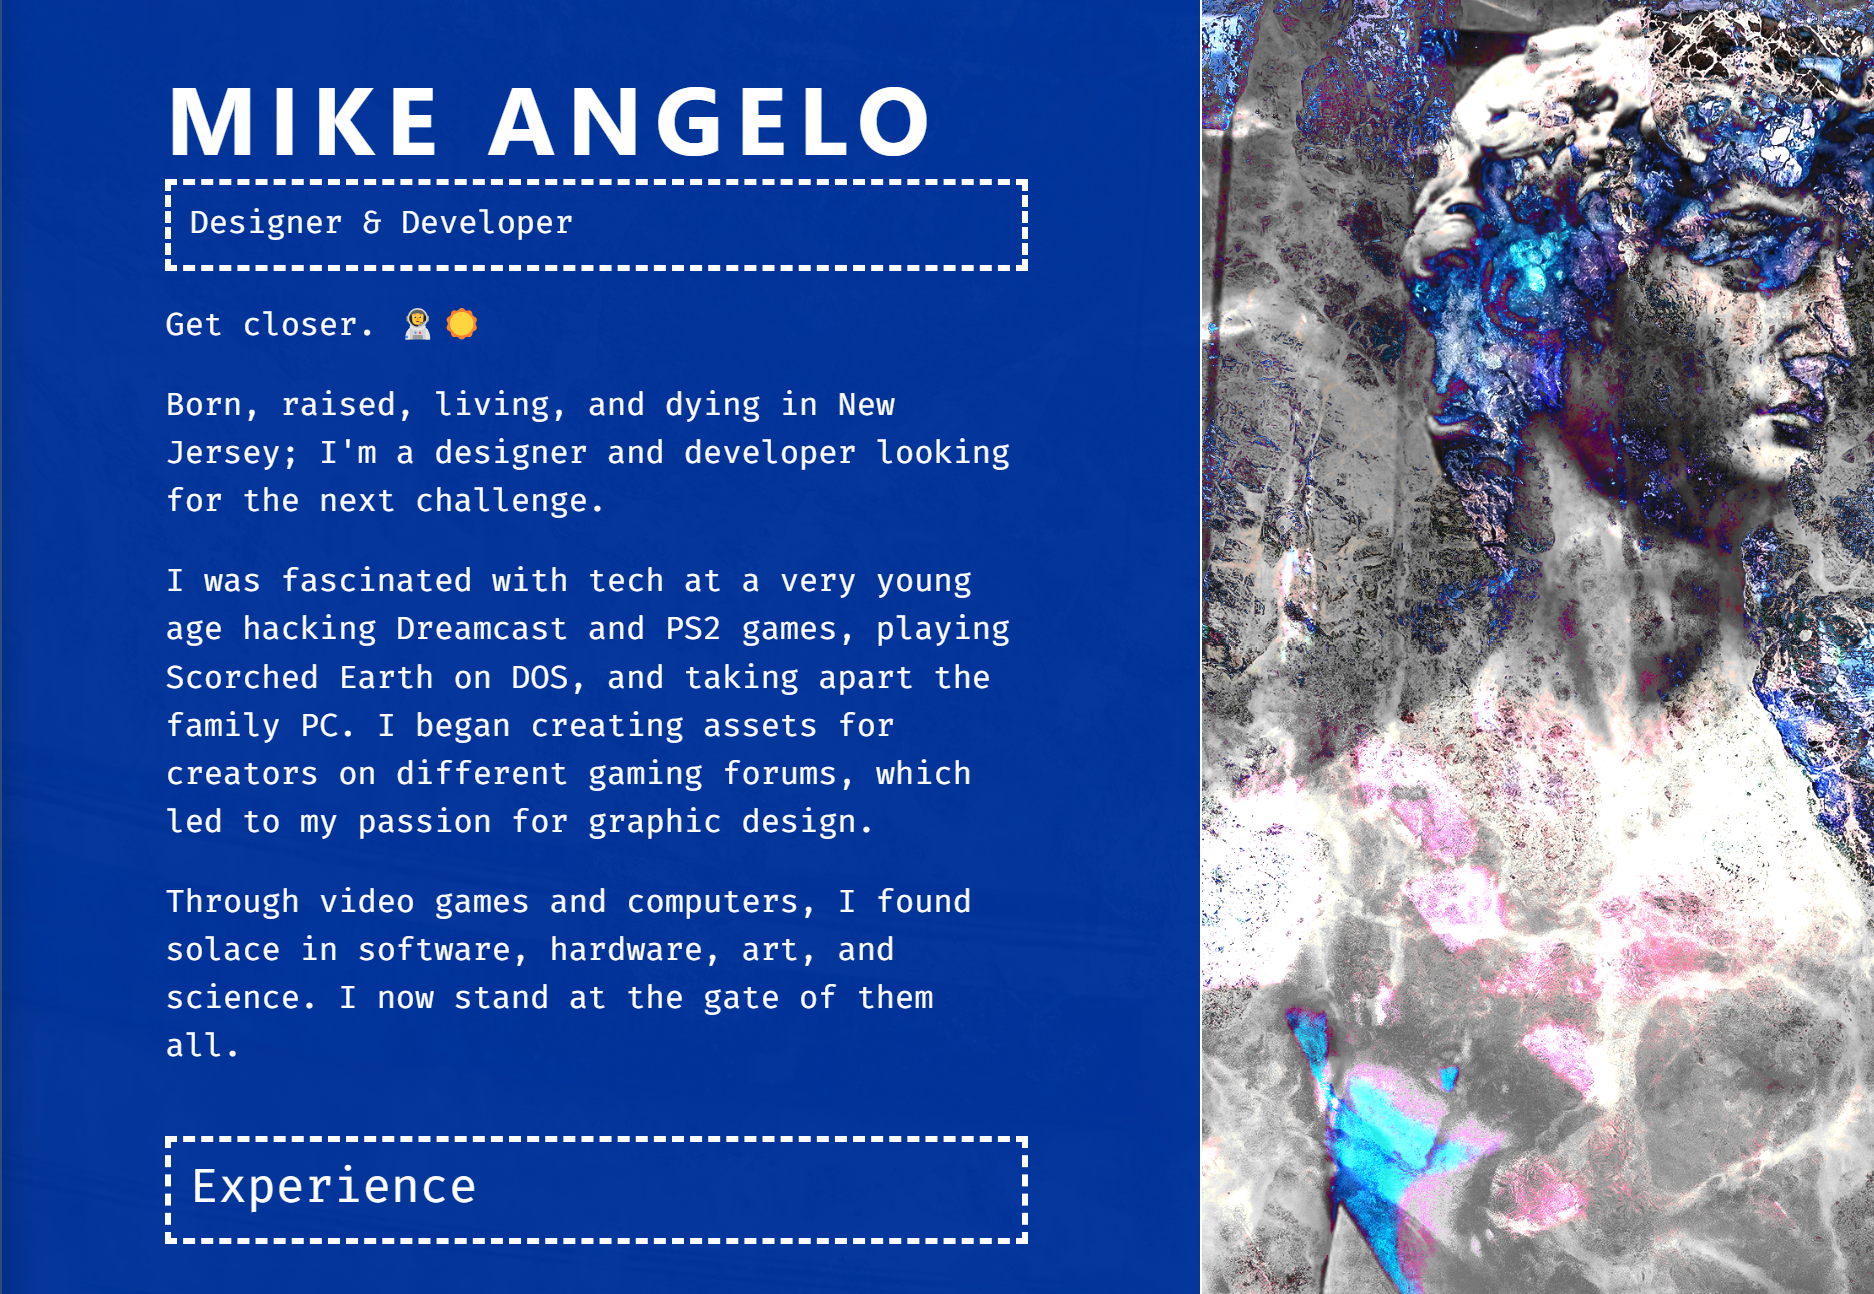 MIKE ANGELO
Designer & Developer
Get closer. 👩‍🚀 🌞
Born, raised, living, and dying in New
Jersey; I'm a designer and developer looking
for the next challenge.
I was fascinated with tech at a very young
age hacking Dreamcast and PS2 games, playing
Scorched Earth on DOS, and taking apart the
family PC. I began creating assets for
creators on different gaming forums, which
led to my passion for graphic design.
Through video games and computers, I found
solace in software, hardware, art, and
science. I now stand at the gate of them
all.
Experience